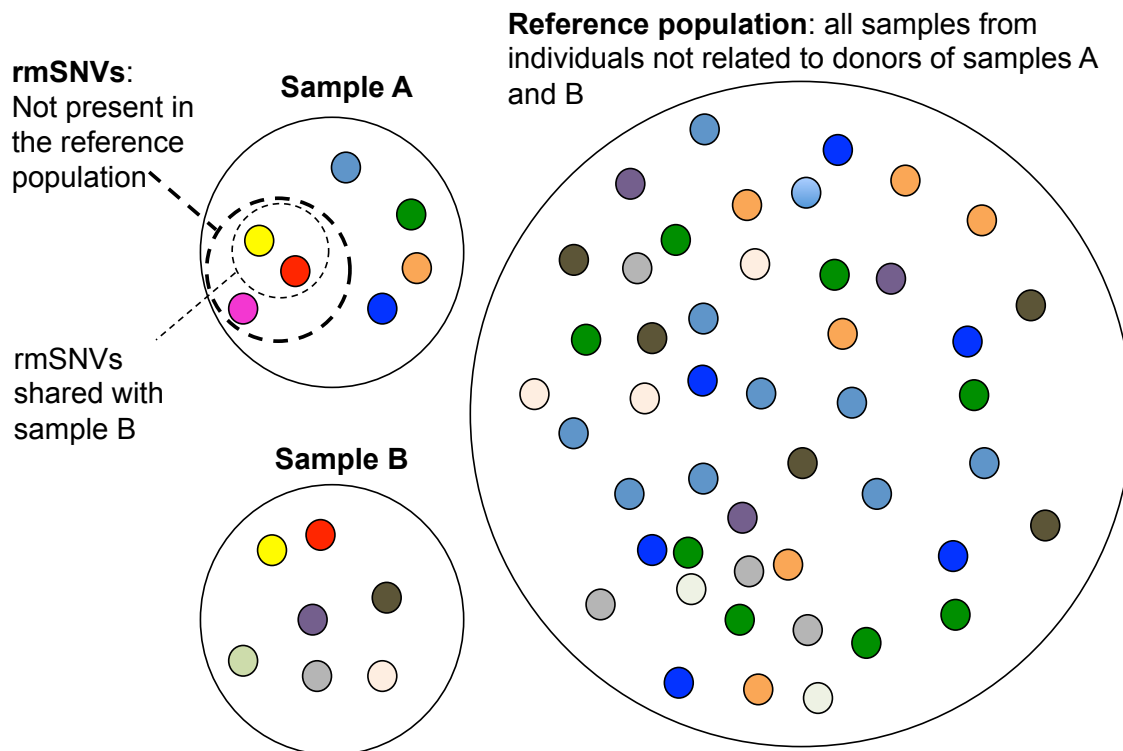 Reference population: all samples from
individuals not related to donors of samples A
and B
rmSNVs:
Not present in
the reference
population
Sample A
rmSNVs
shared with
sample B
Sample B